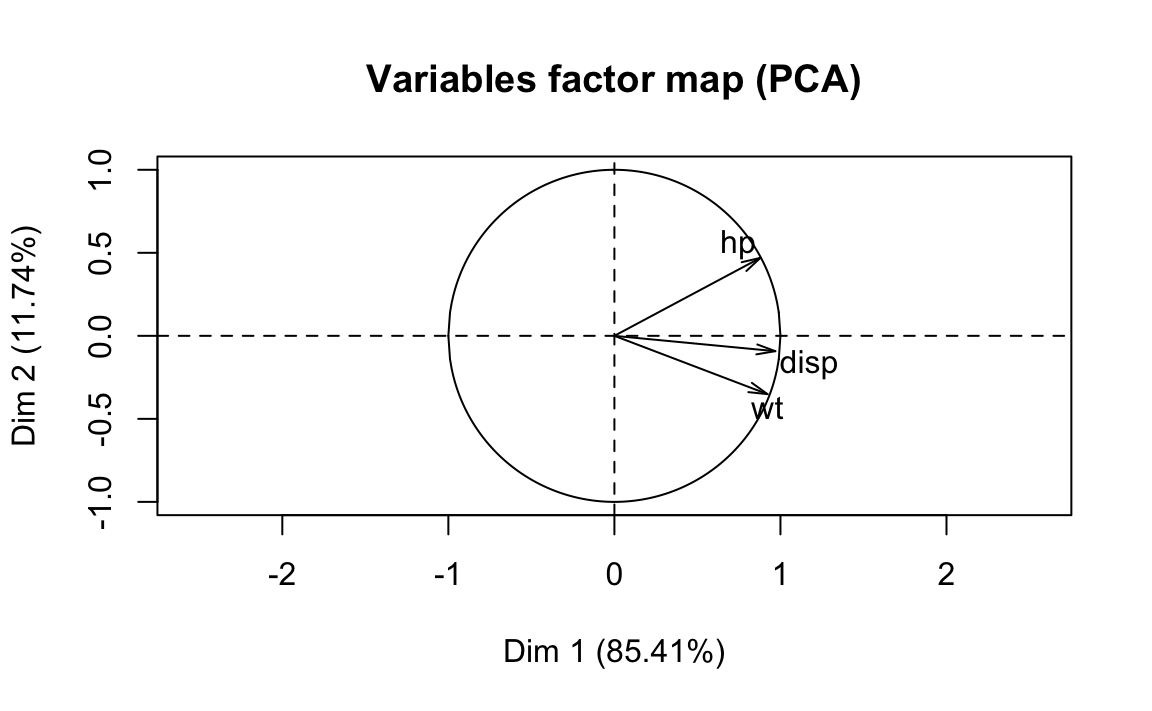 Variables factor map (PCA)
Dim 2 (11.74%)
1.0
0.5
0.0
-0.5
-1.0
hp
disp
wt
-2 -1 0 1 2
Dim 1 (85.41%)